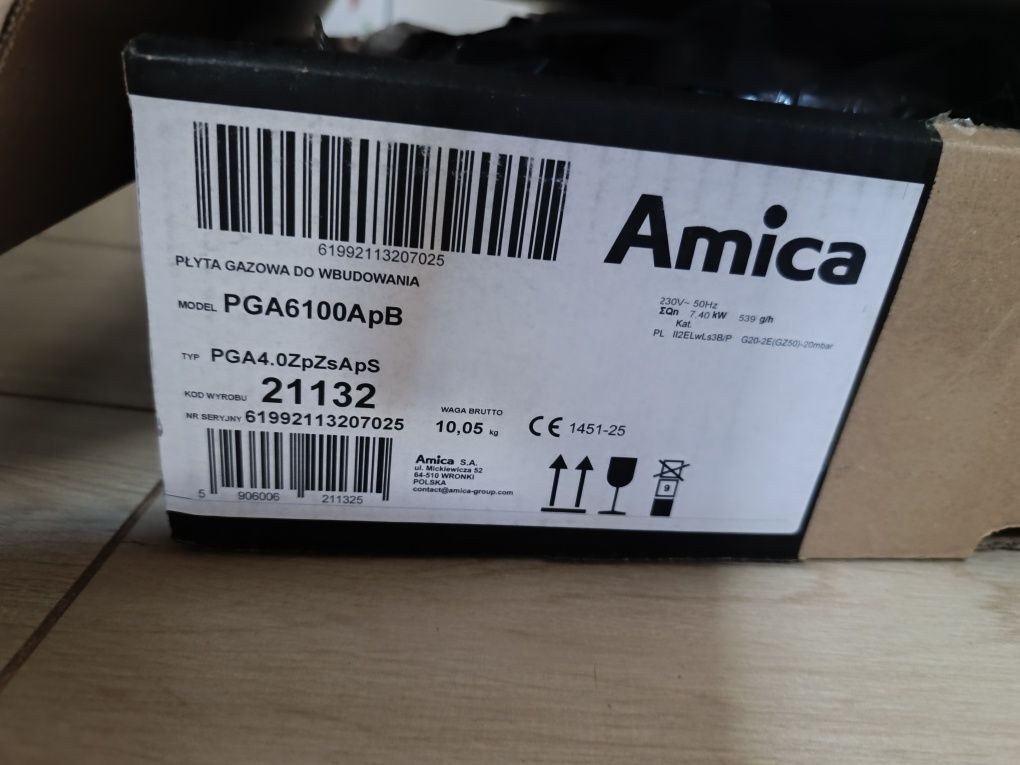 61992113207025
Amica
PŁYTA GAZOWA DO WBUDOWANIA
MODEL PGA6100ApB
230V~ 50Hz
ΣQn 7.40 kW 539 g/h
Kat.
PL II2ELwLs3B/P G20-2E(GZ50)-20mbar
TYP PGA4.0ZpZsApS
KOD WYROBU 21132
NR SERYJNY 61992113207025
WAGA BRUTTO
10,05 kg
CE 1451-25
5 906006 211325
Amica S.A.
ul. Mickiewicza 52
64-510 WRONKI
POLSKA
contact@amica-group.com
9